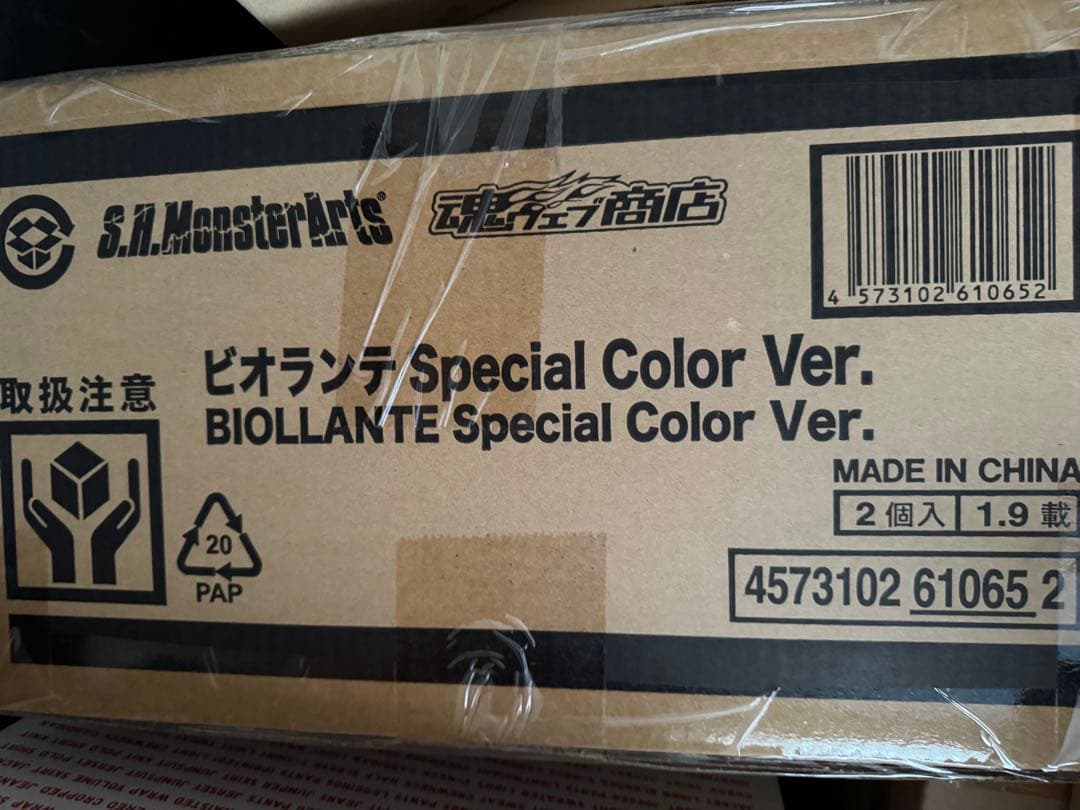 S.H.MonsterArts®
魂ウェブ商店
4 573102 610652
ビオランテ Special Color Ver.
BIOLLANTE Special Color Ver.
取扱注意
MADE IN CHINA
2個入 1.9載
20
PAP
4573102 61065 2